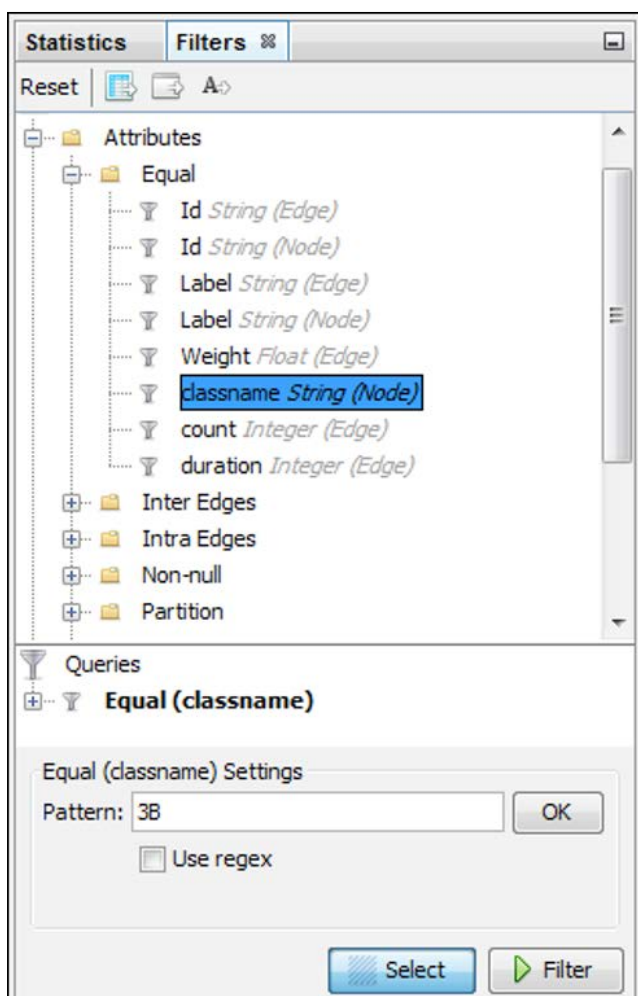 Statistics Filters
Reset A
Attributes
Equal
Id String (Edge)
Id String (Node)
Label String (Edge)
Label String (Node)
Weight Float (Edge)
classname String (Node)
count Integer (Edge)
duration Integer (Edge)
Inter Edges
Intra Edges
Non-null
Partition
Queries
Equal (classname)
Equal (classname) Settings
Pattern: 3B OK
Use regex
Select Filter